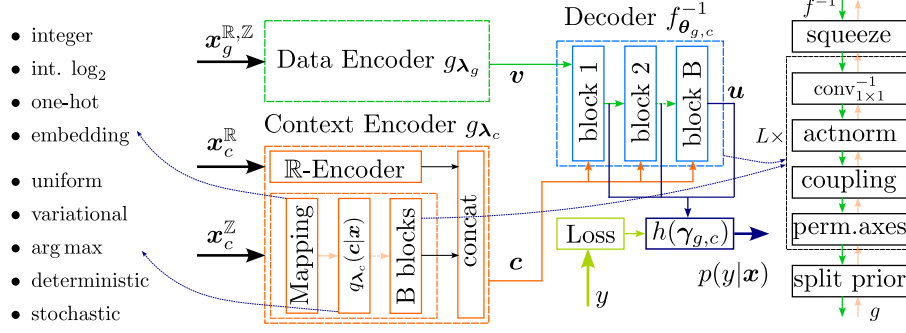 • integer
• int. log₂
• one-hot
• embedding
• uniform
• variational
• arg max
• deterministic
• stochastic
x_g^{ℝ,ℤ}
x_c^ℝ
x_c^ℤ
Data Encoder g_{λ_g}
v
Context Encoder g_{λ_c}
ℝ-Encoder
Mapping
q_{λ_c}(c|x)
B blocks
concat
c
Decoder f_{θ_{g,c}}^{-1}
block 1
block 2
block B
u
Loss
h(γ_{g,c})
y
p(y|x)
f^{-1}
squeeze
L×
conv_{1×1}^{-1}
actnorm
coupling
perm.axes
split prior
g